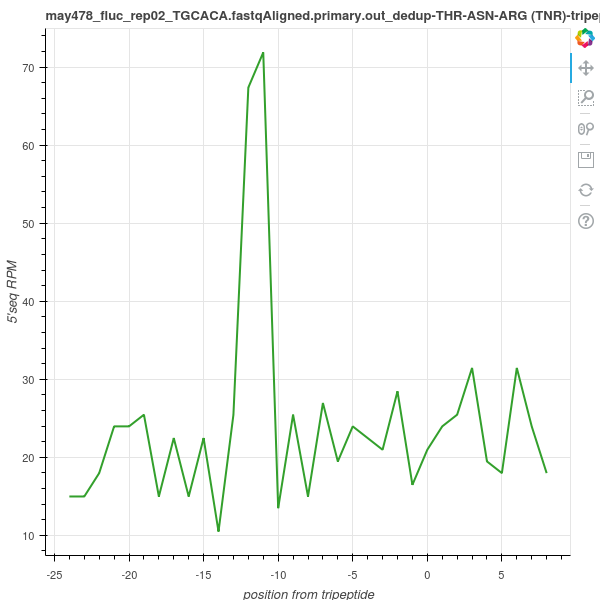 may478_fluc_rep02_TGCACA.fastqAligned.primary.out_dedup-THR-ASN-ARG (TNR)-tripe
70
60
50
40
30
20
10
5'seq RPM
-25 -20 -15 -10 -5 0 5
position from tripeptide